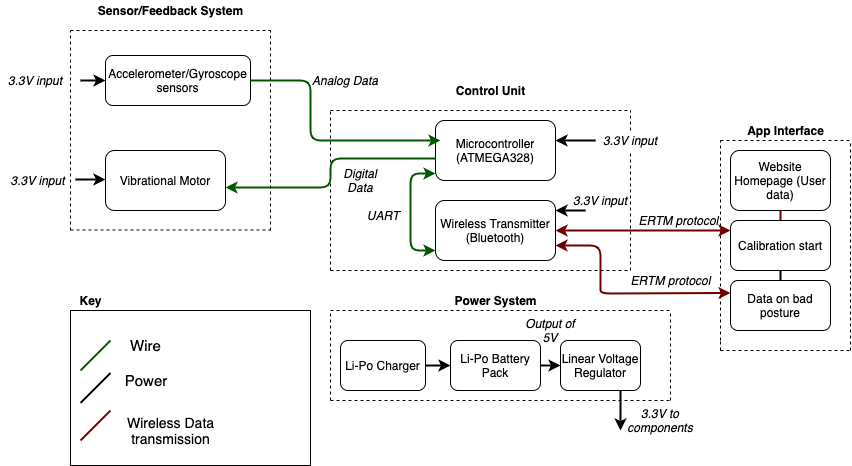 Sensor/Feedback System
3.3V input
Accelerometer/Gyroscope
sensors
Analog Data
3.3V input
Vibrational Motor
Digital
Data
Control Unit
Microcontroller
(ATMEGA328)
3.3V input
UART
3.3V input
Wireless Transmitter
(Bluetooth)
ERTM protocol
ERTM protocol
App Interface
Website
Homepage (User
data)
Calibration start
Data on bad
posture
Key
Wire
Power
Wireless Data
transmission
Power System
Output of
5V
Li-Po Charger
Li-Po Battery
Pack
Linear Voltage
Regulator
3.3V to
components